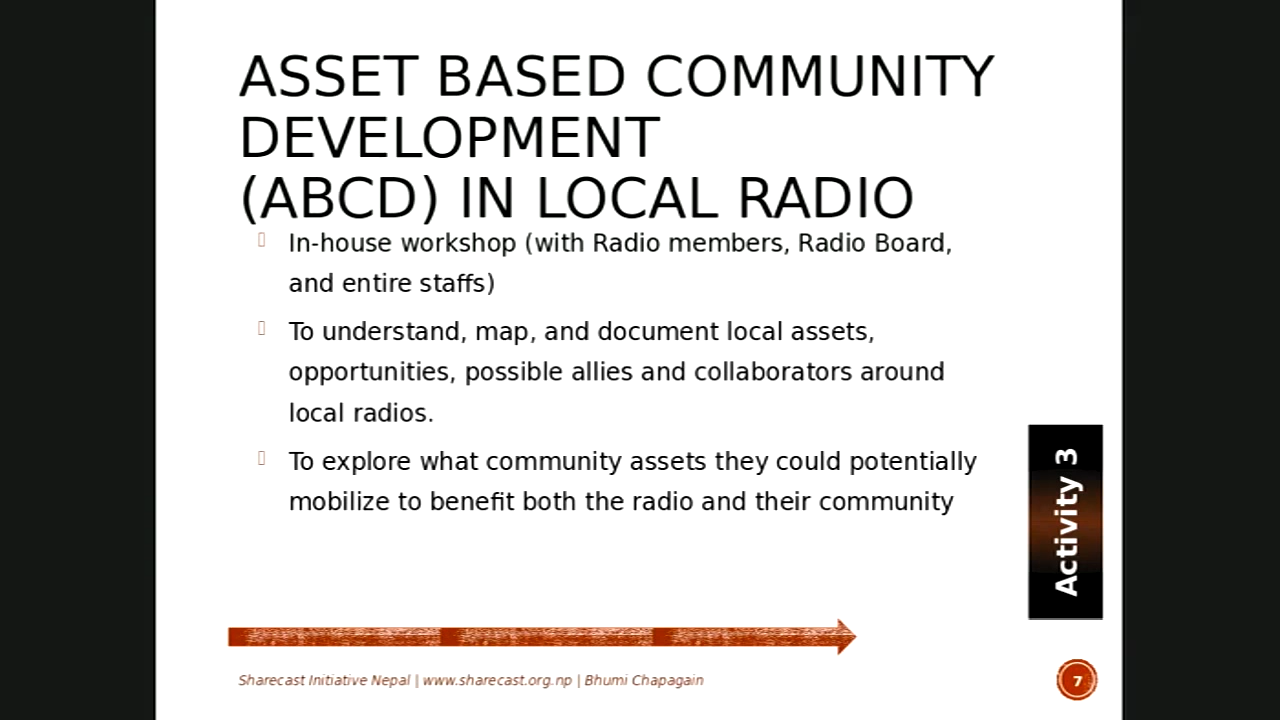 ASSET BASED COMMUNITY
DEVELOPMENT
(ABCD) IN LOCAL RADIO
In-house workshop (with Radio members, Radio Board,
and entire staffs)
To understand, map, and document local assets,
opportunities, possible allies and collaborators around
local radios.
To explore what community assets they could potentially
mobilize to benefit both the radio and their community
Activity 3
Sharecast Initiative Nepal | www.sharecast.org.np | Bhumi Chapagain
7